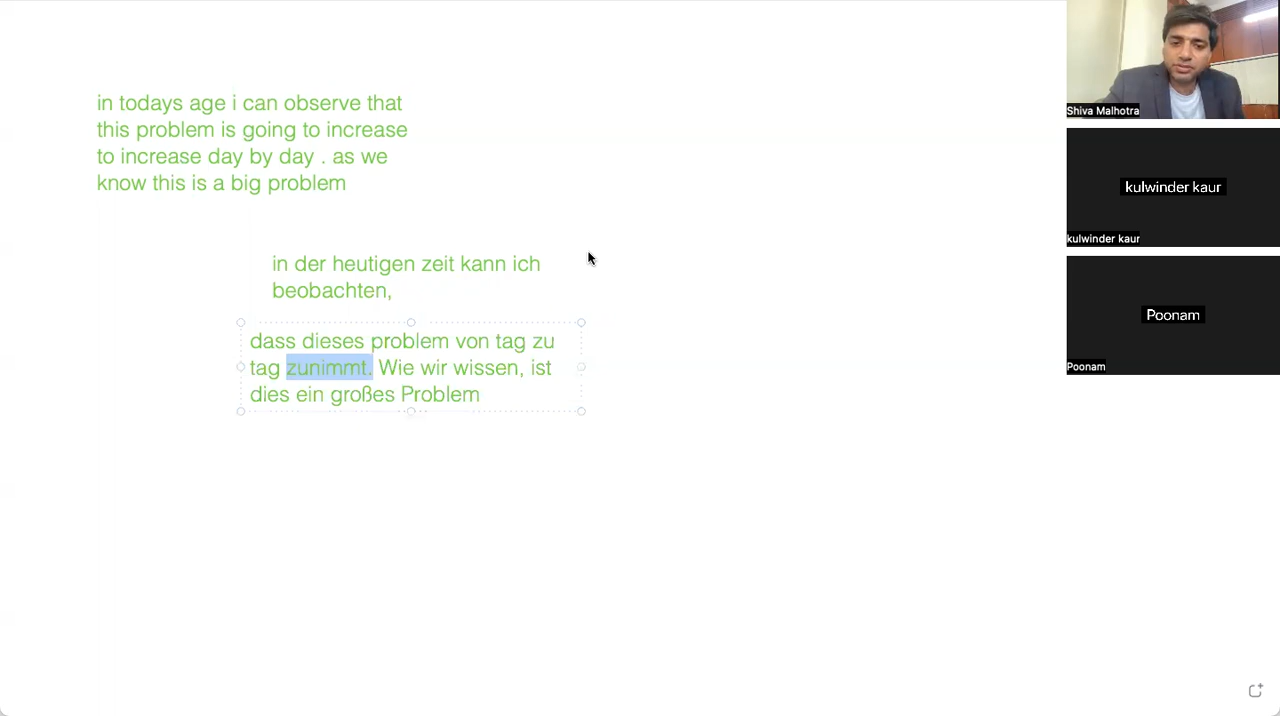 in todays age i can observe that
this problem is going to increase
to increase day by day . as we
know this is a big problem
in der heutigen zeit kann ich
beobachten,
dass dieses problem von tag zu
tag zunimmt. Wie wir wissen, ist
dies ein großes Problem
Shiva Malhotra
kulwinder kaur
kulwinder kaur
Poonam
Poonam